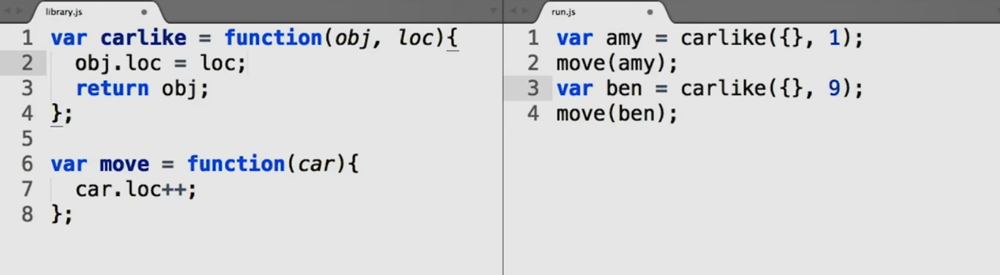 library.js
1 var carlike = function(obj, loc){
2   obj.loc = loc;
3   return obj;
4 };
5
6 var move = function(car){
7   car.loc++;
8 };
run.js
1 var amy = carlike({}, 1);
2 move(amy);
3 var ben = carlike({}, 9);
4 move(ben);